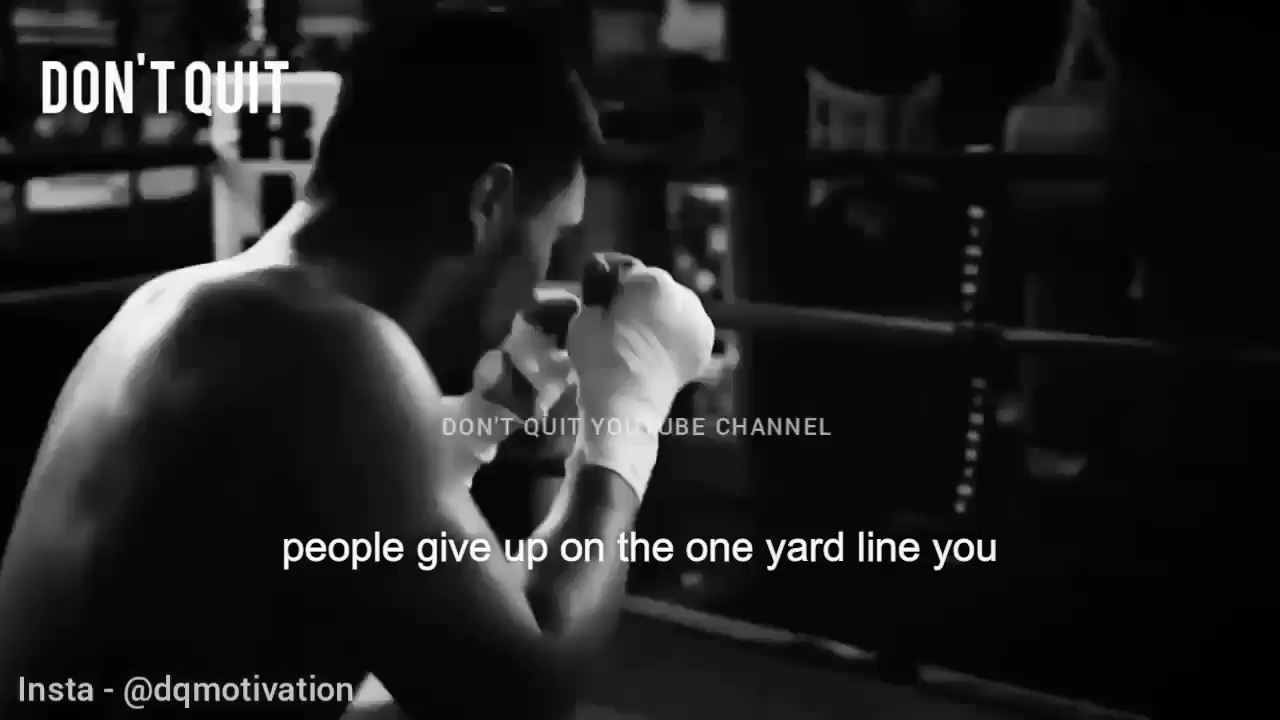 DON'T QUIT
DON'T QUIT YOUTUBE CHANNEL
people give up on the one yard line you
Insta - @dqmotivation